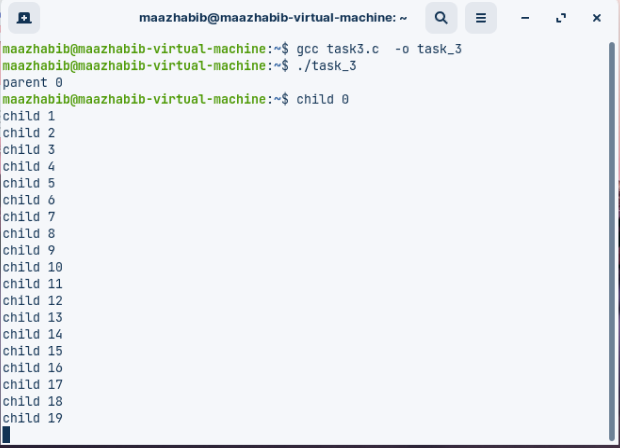 maazhabib@maazhabib-virtual-machine: ~
maazhabib@maazhabib-virtual-machine:~$ gcc task3.c  -o task_3
maazhabib@maazhabib-virtual-machine:~$ ./task_3
parent 0
maazhabib@maazhabib-virtual-machine:~$ child 0
child 1
child 2
child 3
child 4
child 5
child 6
child 7
child 8
child 9
child 10
child 11
child 12
child 13
child 14
child 15
child 16
child 17
child 18
child 19